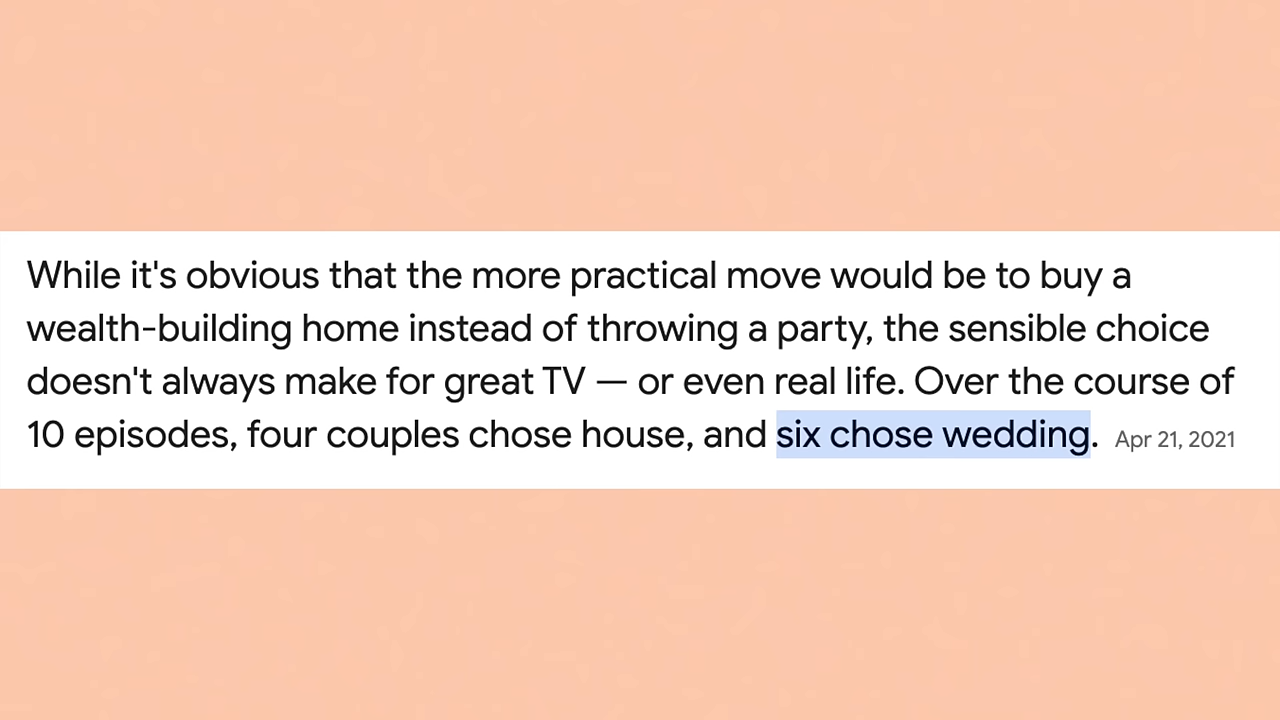 While it's obvious that the more practical move would be to buy a
wealth-building home instead of throwing a party, the sensible choice
doesn't always make for great TV — or even real life. Over the course of
10 episodes, four couples chose house, and six chose wedding. Apr 21, 2021